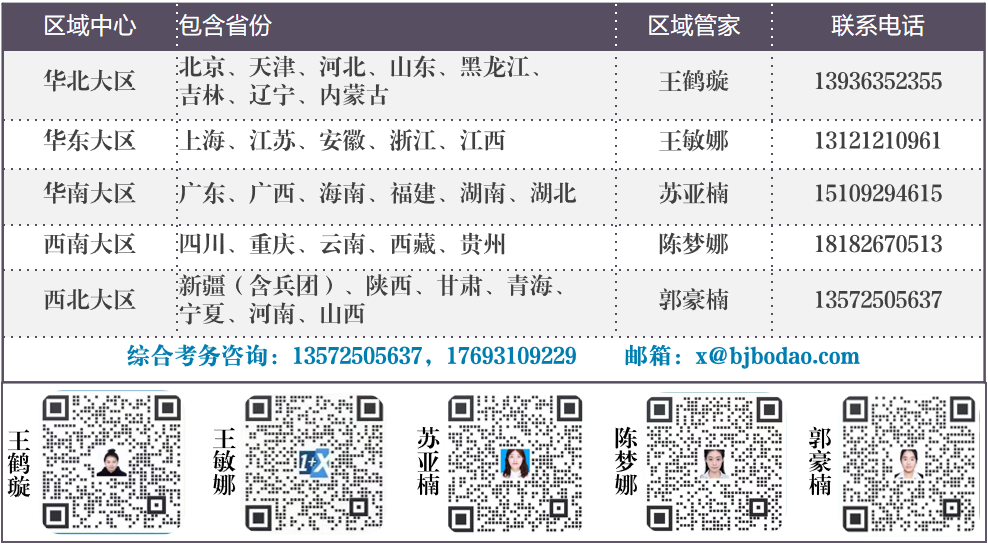 区域中心 包含省份 区域管家 联系电话
华北大区 北京、天津、河北、山东、黑龙江、 王鹤璇 13936352355
吉林、辽宁、内蒙古
华东大区 上海、江苏、安徽、浙江、江西 王敏娜 13121210961
华南大区 广东、广西、海南、福建、湖南、湖北 苏亚楠 15109294615
西南大区 四川、重庆、云南、西藏、贵州 陈梦娜 18182670513
西北大区 新疆（含兵团）、陕西、甘肃、青海、 郭豪楠 13572505637
宁夏、河南、山西
综合考务咨询：13572505637，17693109229 邮箱：x@bjbodao.com
王鹤璇
王敏娜
1+X
苏亚楠
陈梦娜
郭豪楠